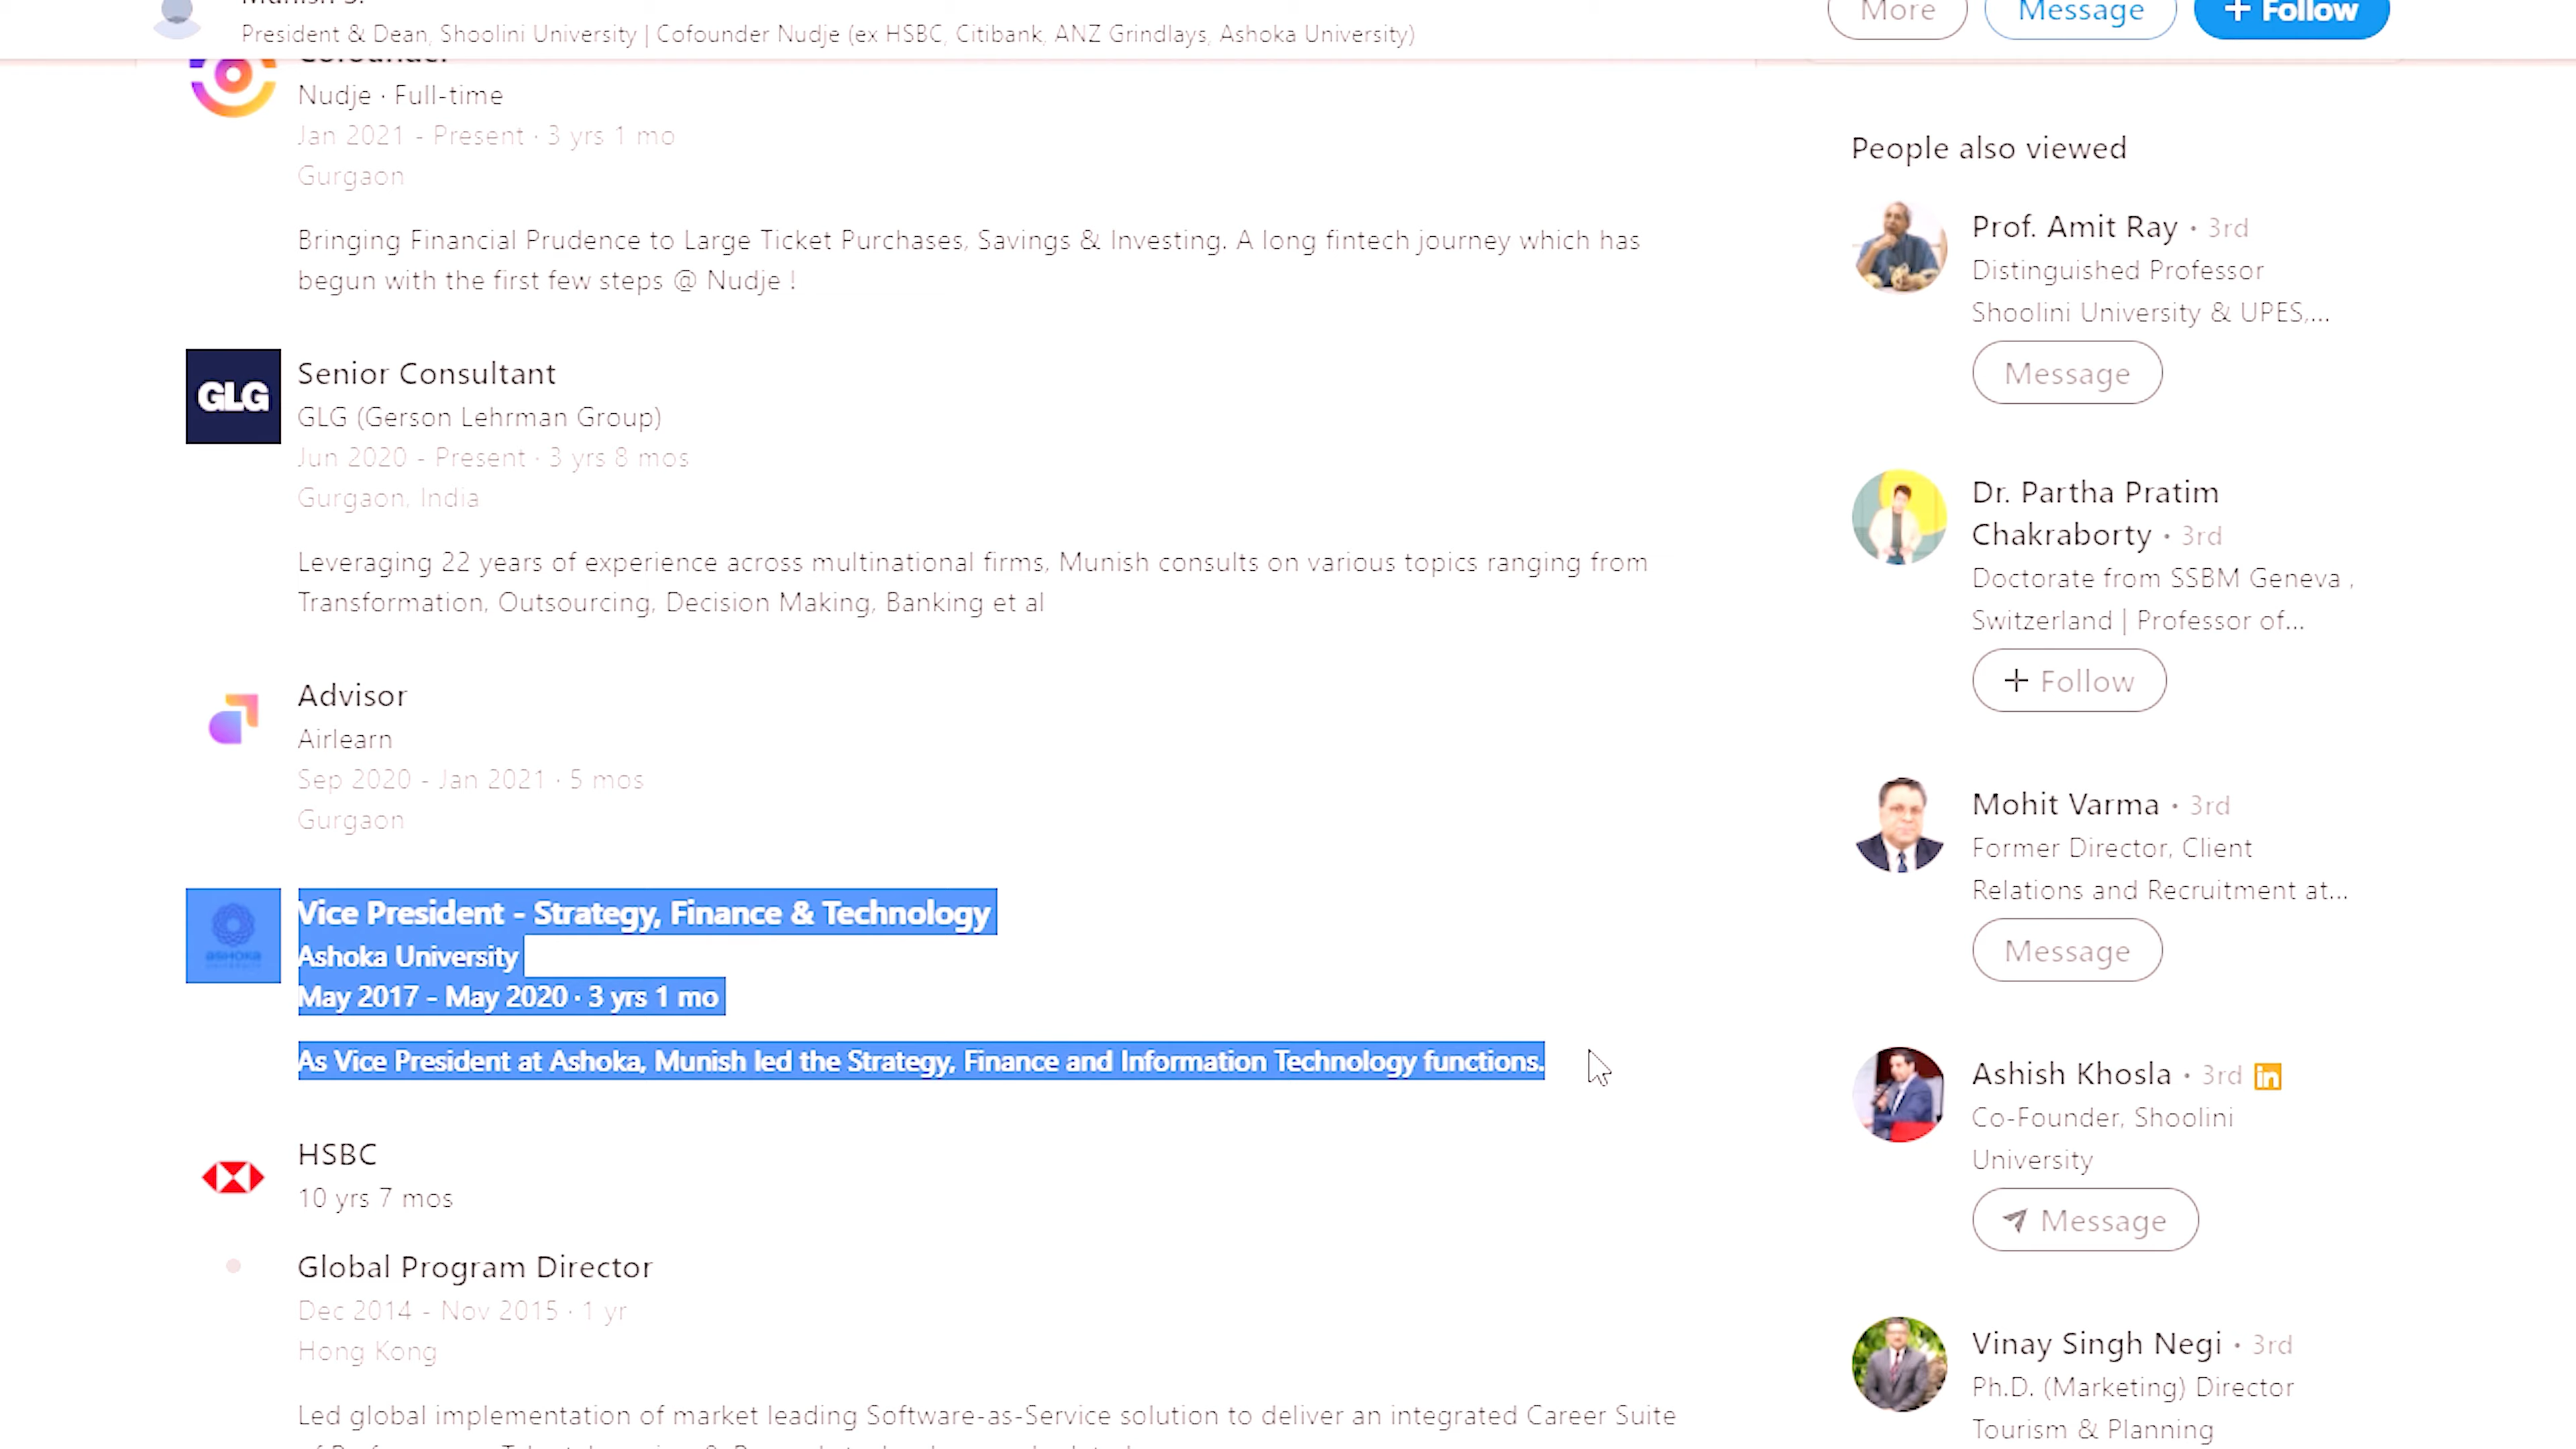 Munish S.
President & Dean, Shoolini University | Cofounder Nudje (ex HSBC, Citibank, ANZ Grindlays, Ashoka University)
More
Message
+ Follow
Cofounder
Nudje · Full-time
Jan 2021 - Present · 3 yrs 1 mo
Gurgaon
Bringing Financial Prudence to Large Ticket Purchases, Savings & Investing. A long fintech journey which has
begun with the first few steps @ Nudje !
GLG
Senior Consultant
GLG (Gerson Lehrman Group)
Jun 2020 - Present · 3 yrs 8 mos
Gurgaon, India
Leveraging 22 years of experience across multinational firms, Munish consults on various topics ranging from
Transformation, Outsourcing, Decision Making, Banking et al
Advisor
Airlearn
Sep 2020 - Jan 2021 · 5 mos
Gurgaon
ASHOKA
Vice President - Strategy, Finance & Technology
Ashoka University
May 2017 - May 2020 · 3 yrs 1 mo
As Vice President at Ashoka, Munish led the Strategy, Finance and Information Technology functions.
HSBC
10 yrs 7 mos
Global Program Director
Dec 2014 - Nov 2015 · 1 yr
Hong Kong
Led global implementation of market leading Software-as-Service solution to deliver an integrated Career Suite
People also viewed
Prof. Amit Ray · 3rd
Distinguished Professor
Shoolini University & UPES,...
Message
Dr. Partha Pratim
Chakraborty · 3rd
Doctorate from SSBM Geneva ,
Switzerland | Professor of...
+ Follow
Mohit Varma · 3rd
Former Director, Client
Relations and Recruitment at...
Message
Ashish Khosla · 3rd in
Co-Founder, Shoolini
University
Message
Vinay Singh Negi · 3rd
Ph.D. (Marketing) Director
Tourism & Planning